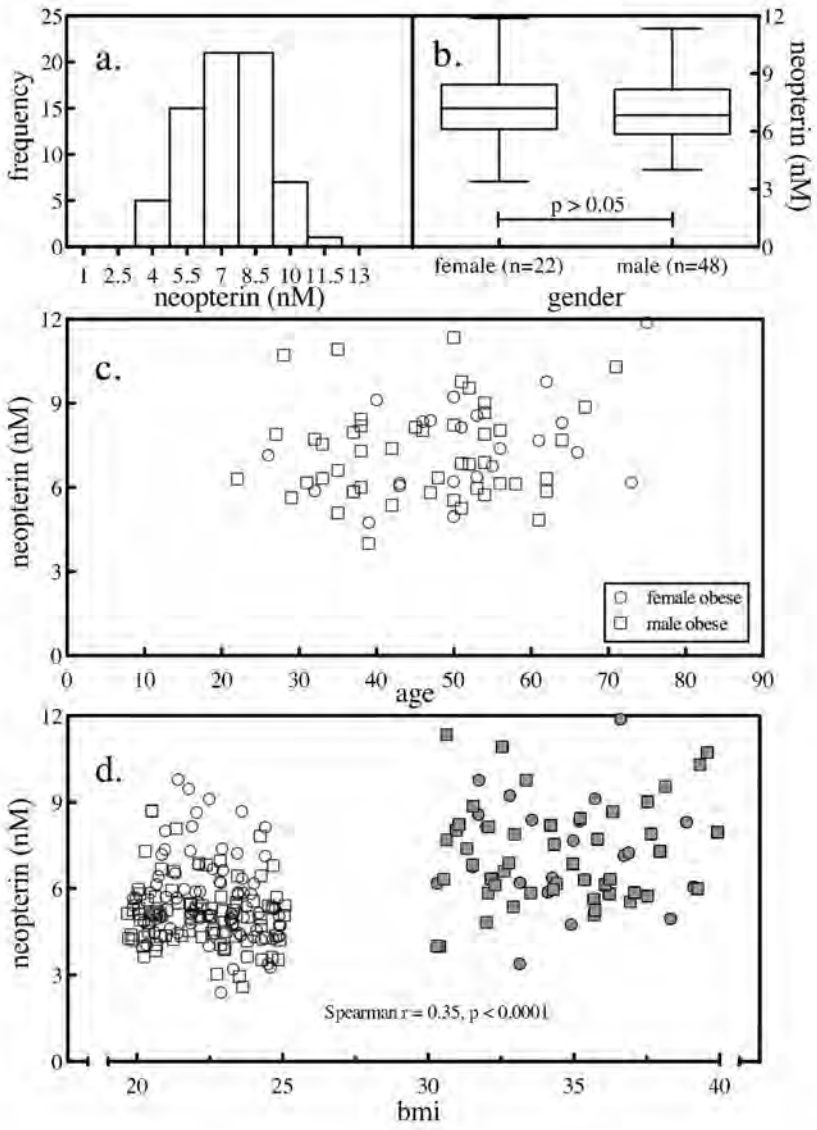 a.
25
20
15
10
5
0
frequency
1 2.5 4 5.5 7 8.5 10 11.5 13
neopterin (nM)
b.
12
9
6
3
0
neopterin (nM)
p > 0.05
female (n=22) male (n=48)
gender
c.
12
9
6
3
0
neopterin (nM)
female obese
male obese
0 10 20 30 40 50 60 70 80 90
age
d.
12
9
6
3
0
neopterin (nM)
Spearman r = 0.35, p < 0.0001
20 25 30 35 40
bmi